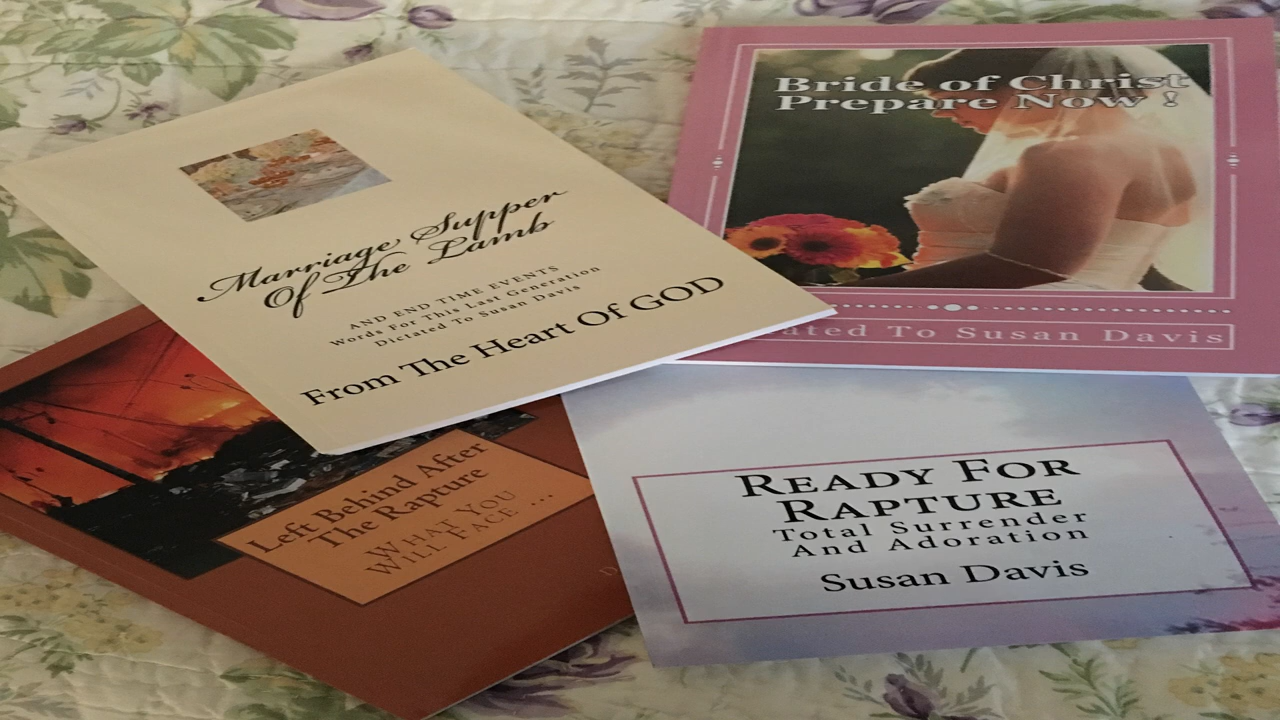 Marriage Supper
Of The Lamb
AND END TIME EVENTS
Words For This Last Generation
Dictated To Susan Davis
From The Heart Of GOD
Bride of Christ
Prepare Now !
To Susan Davis
Left Behind After
The Rapture
WHAT YOU
WILL FACE ...
READY FOR
RAPTURE
Total Surrender
And Adoration
Susan Davis